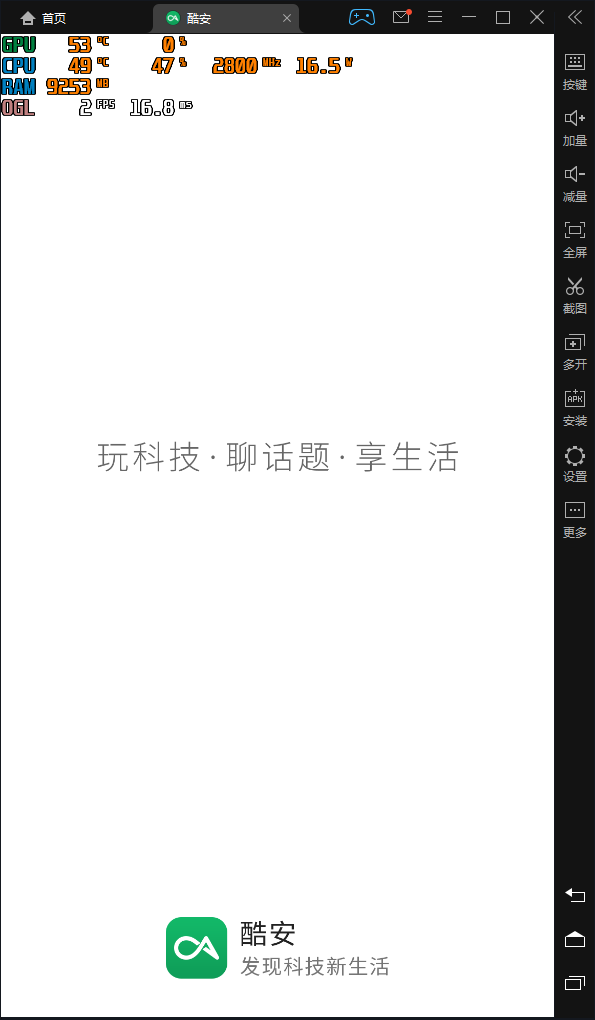 首页
酷安
GPU 53 °C 0 %
CPU 49 °C 47 % 2800 MHz 16.5 W
RAM 9253 MB
OGL 2 FPS 16.8 ms
玩科技·聊话题·享生活
酷安
发现科技新生活
按键
加量
减量
全屏
截图
多开
APK
安装
设置
更多